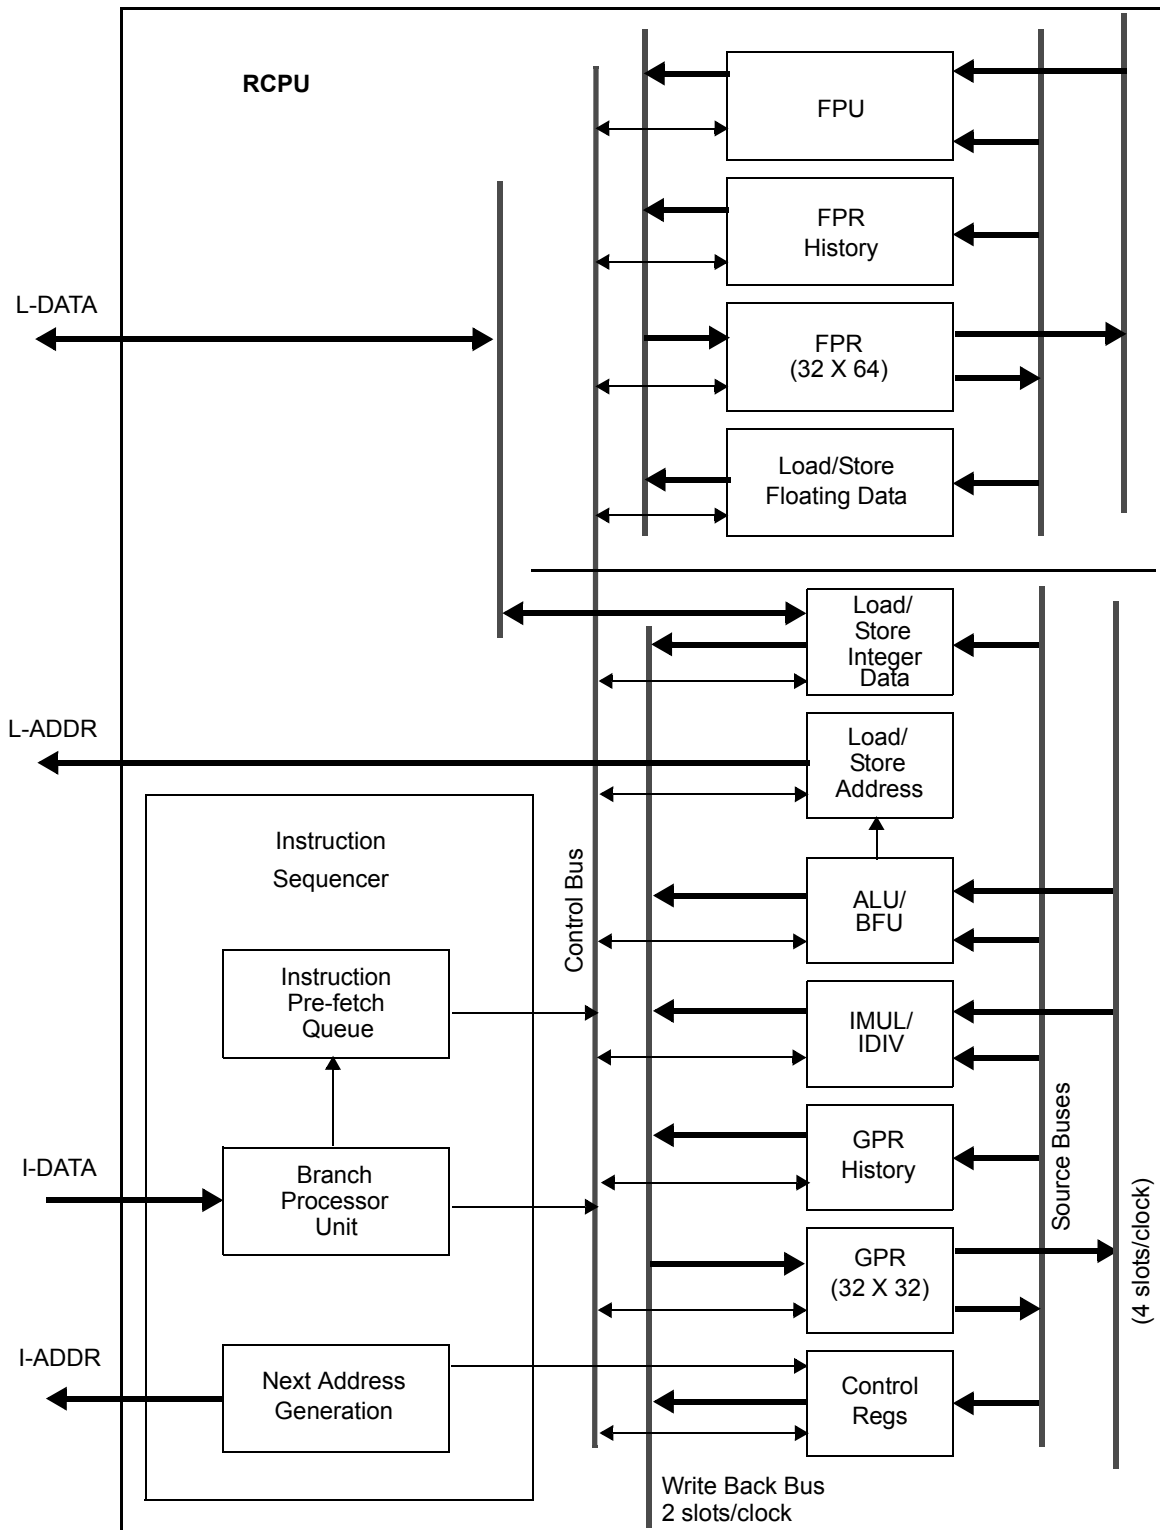 RCPU
FPU
FPR
History
L-DATA
FPR
(32 X 64)
Load/Store
Floating Data
Load/
Store
Integer
Data
L-ADDR
Load/
Store
Address
Instruction
Sequencer
Control Bus
ALU/
BFU
Instruction
Pre-fetch
Queue
IMUL/
IDIV
Source Buses
I-DATA
Branch
Processor
Unit
GPR
History
(4 slots/clock)
GPR
(32 X 32)
I-ADDR
Next Address
Generation
Control
Regs
Write Back Bus
2 slots/clock